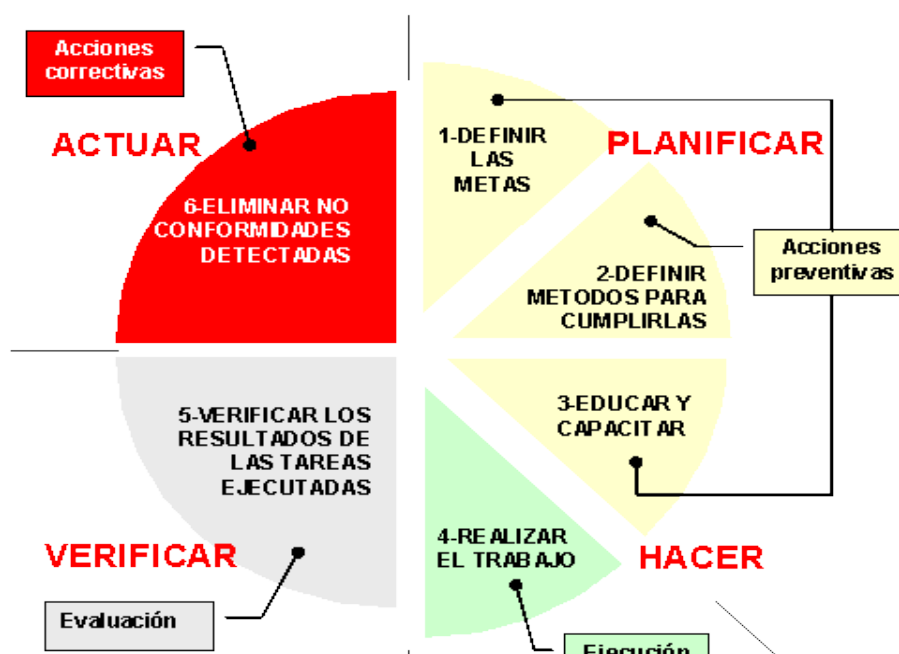 Acciones
correctivas
ACTUAR
6-ELIMINAR NO
CONFORMIDADES
DETECTADAS
1-DEFINIR
LAS
METAS
PLANIFICAR
2-DEFINIR
METODOS PARA
CUMPLIRLAS
Acciones
preventivas
3-EDUCAR Y
CAPACITAR
HACER
4-REALIZAR
EL TRABAJO
Ejecución
5-VERIFICAR LOS
RESULTADOS DE
LAS TAREAS
EJECUTADAS
VERIFICAR
Evaluación